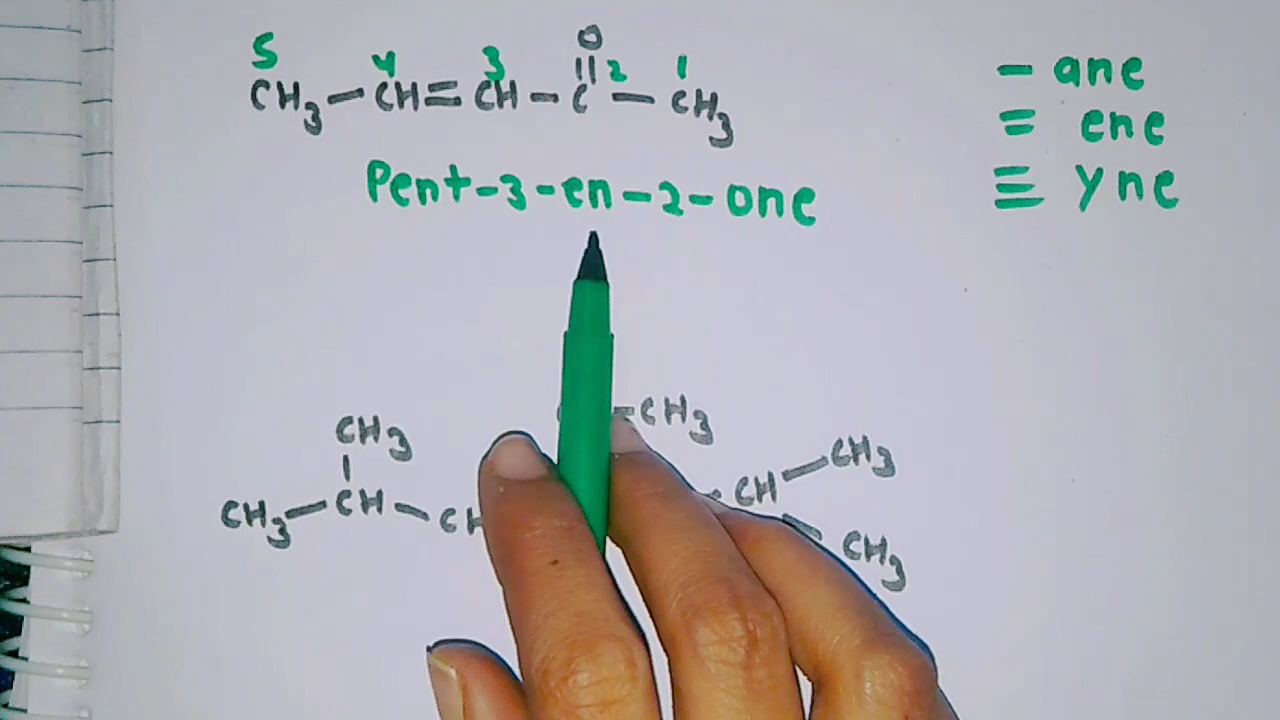 O
5 4 3 2 1
CH3 – CH = CH – C – CH3
Pent-3-en-2-one
– ane
= ene
≡ yne
CH3
CH3
CH3 – CH – CH
CH – CH3
CH3